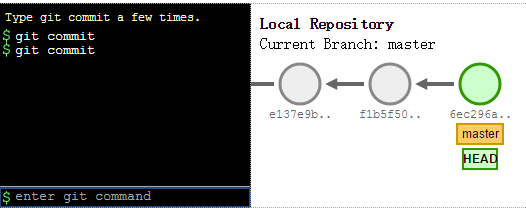 Type git commit a few times.
$ git commit
$ git commit
$ enter git command
Local Repository
Current Branch: master
e137e9b..
f1b5f50..
6ec296a..
master
HEAD